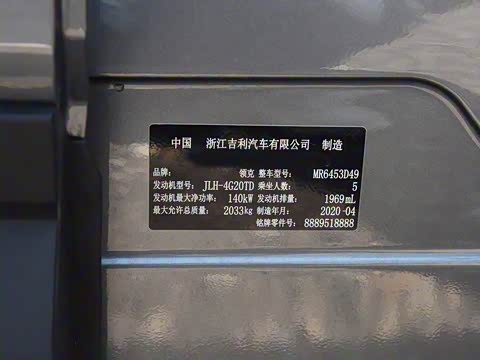 中国 浙江吉利汽车有限公司 制造
品牌: 领克 整车型号: MR6453D49
发动机型号: JLH-4G20TD 乘坐人数: 5
发动机最大净功率: 140kW 发动机排量: 1969mL
最大允许总质量: 2033kg 制造年月: 2020-04
铭牌零件号: 8889518888